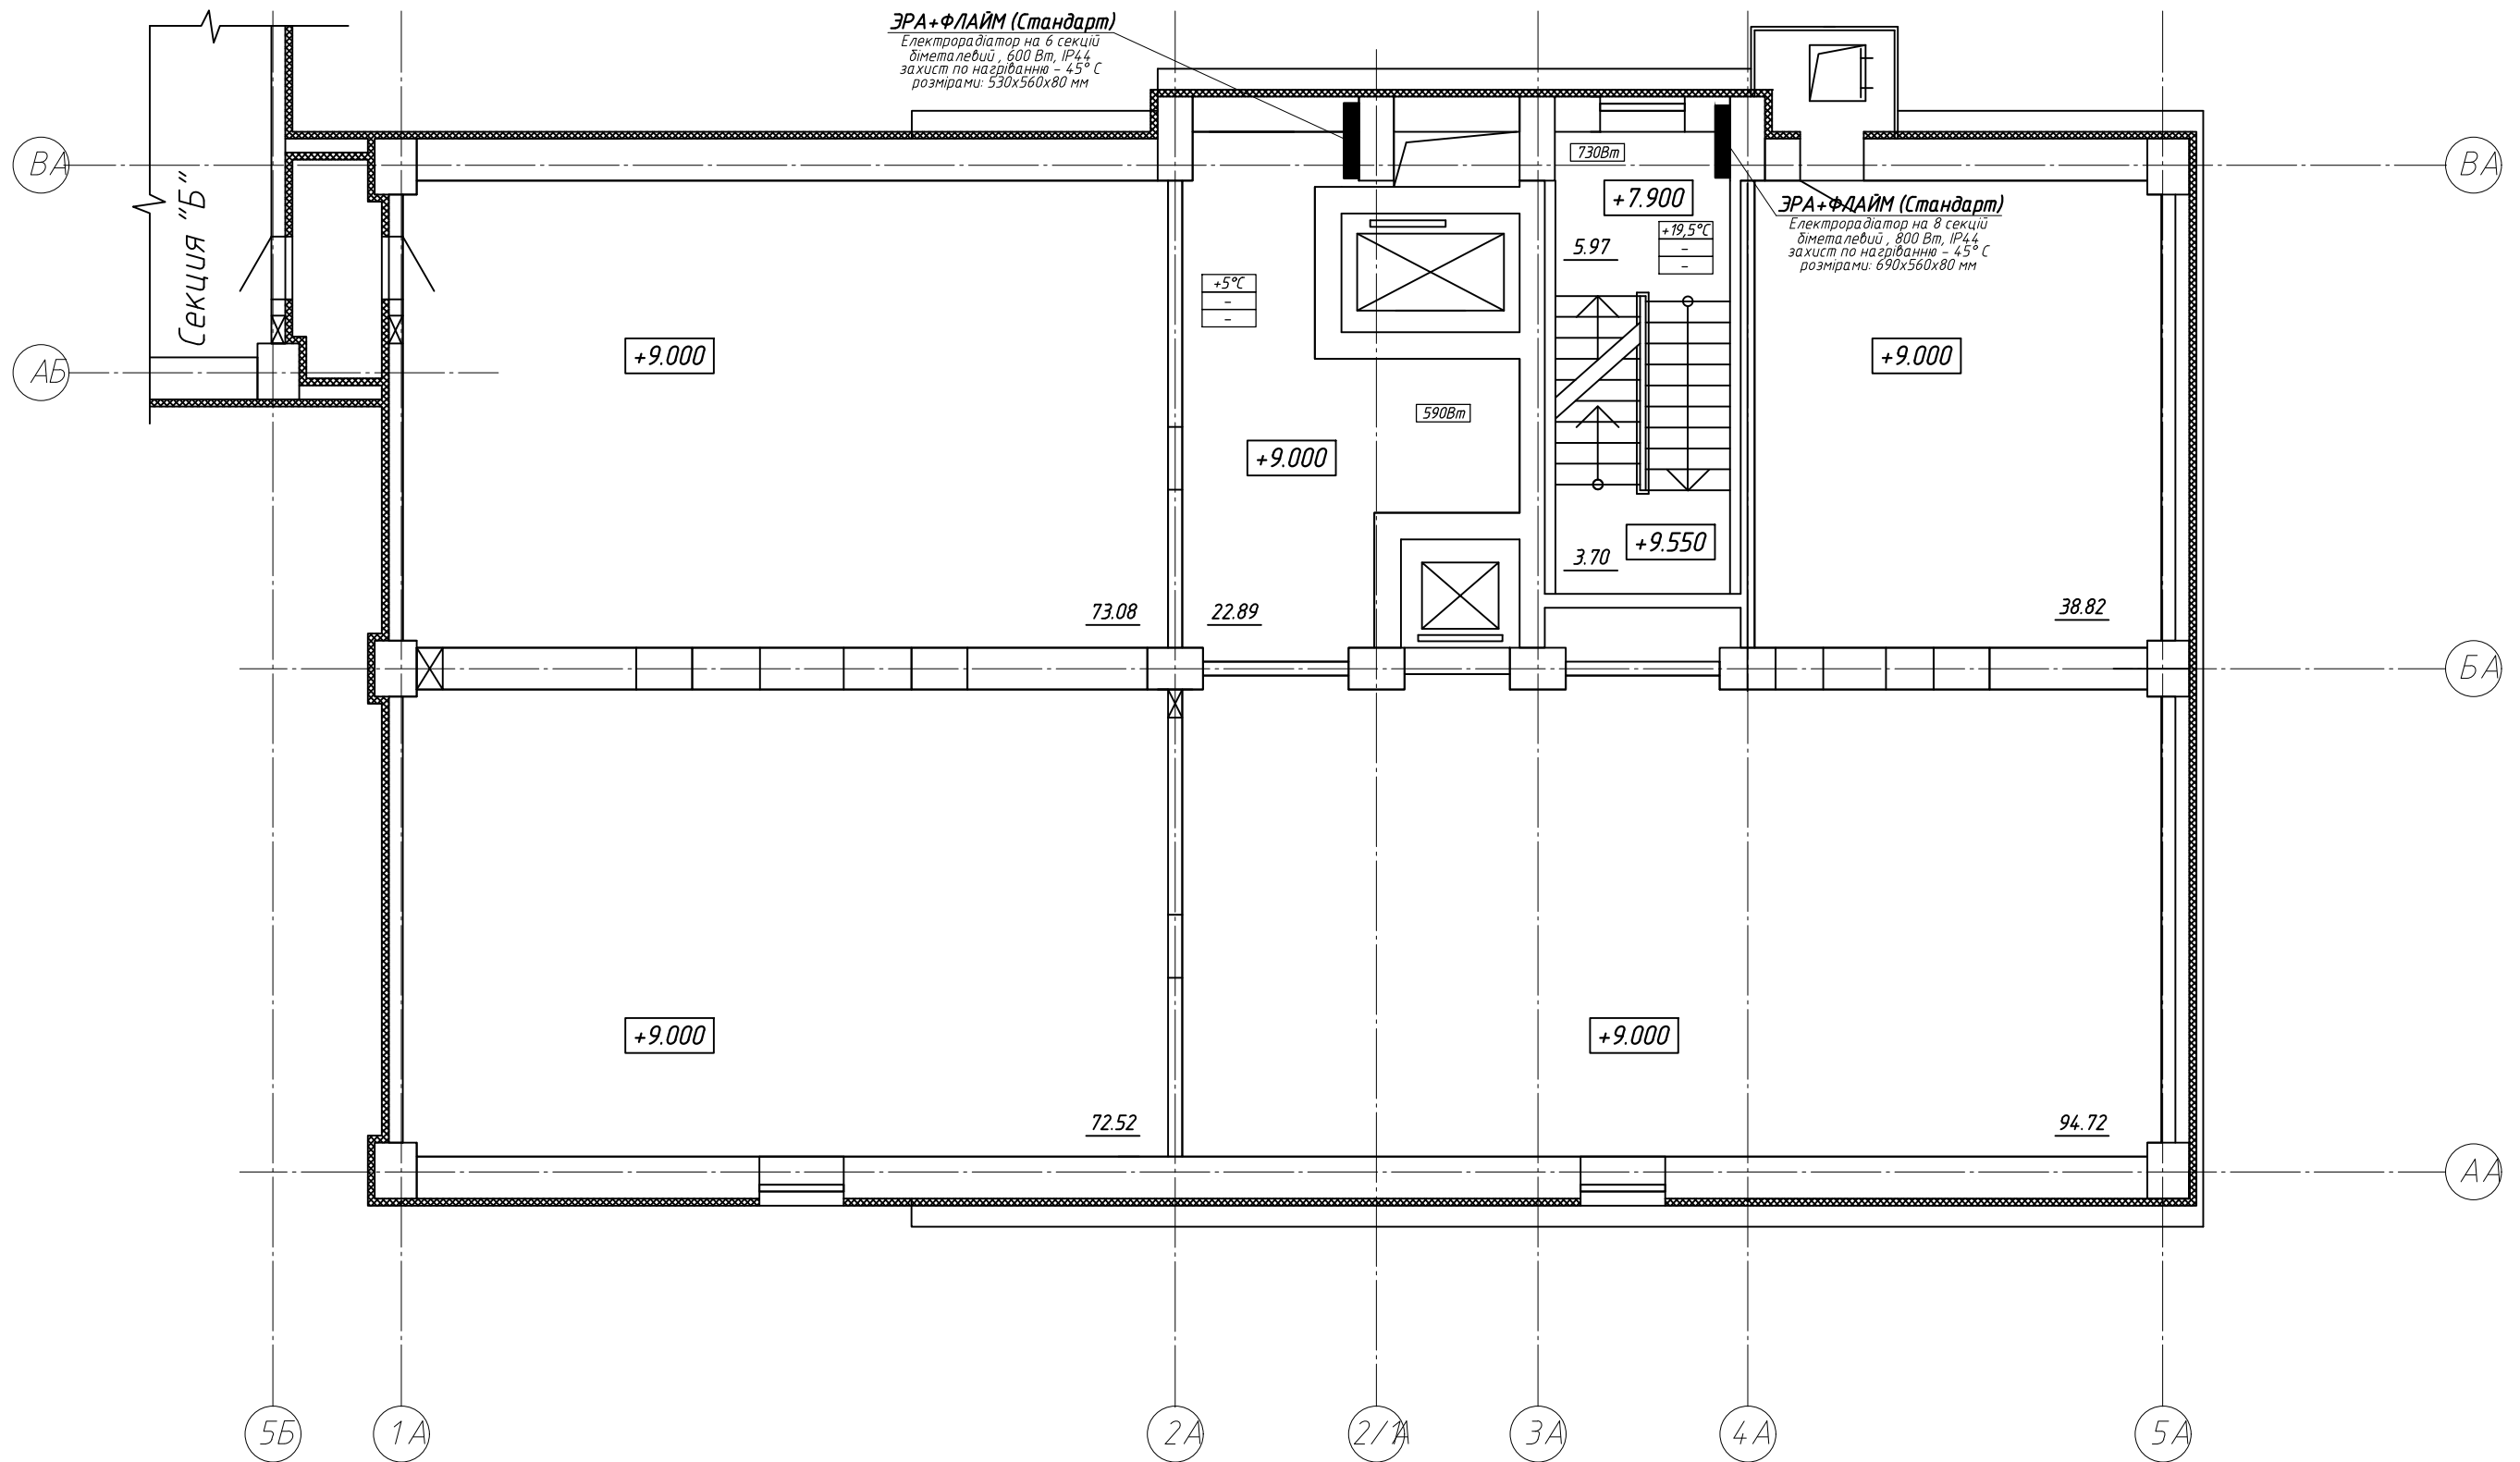 ЭРА+ФЛАЙМ (Стандарт)
Електрорадіатор на 6 секцій
біметалевий , 600 Вт, IP44
захист по нагріванню - 45° С
розмірами: 530х560х80 мм
ВА
ВА
730Вт
+7.900
ЭРА+ФЛАЙМ (Стандарт)
Електрорадіатор на 8 секцій
біметалевий , 800 Вт, IP44
захист по нагріванню - 45° С
розмірами: 690х560х80 мм
Секция "Б"
+19,5°С
-
-
5.97
+5°С
-
-
+9.000
+9.000
АБ
590Вт
+9.000
+9.550
3.70
73.08
22.89
38.82
БА
+9.000
+9.000
72.52
94.72
АА
5Б
1А
2А
2/1А
3А
4А
5А